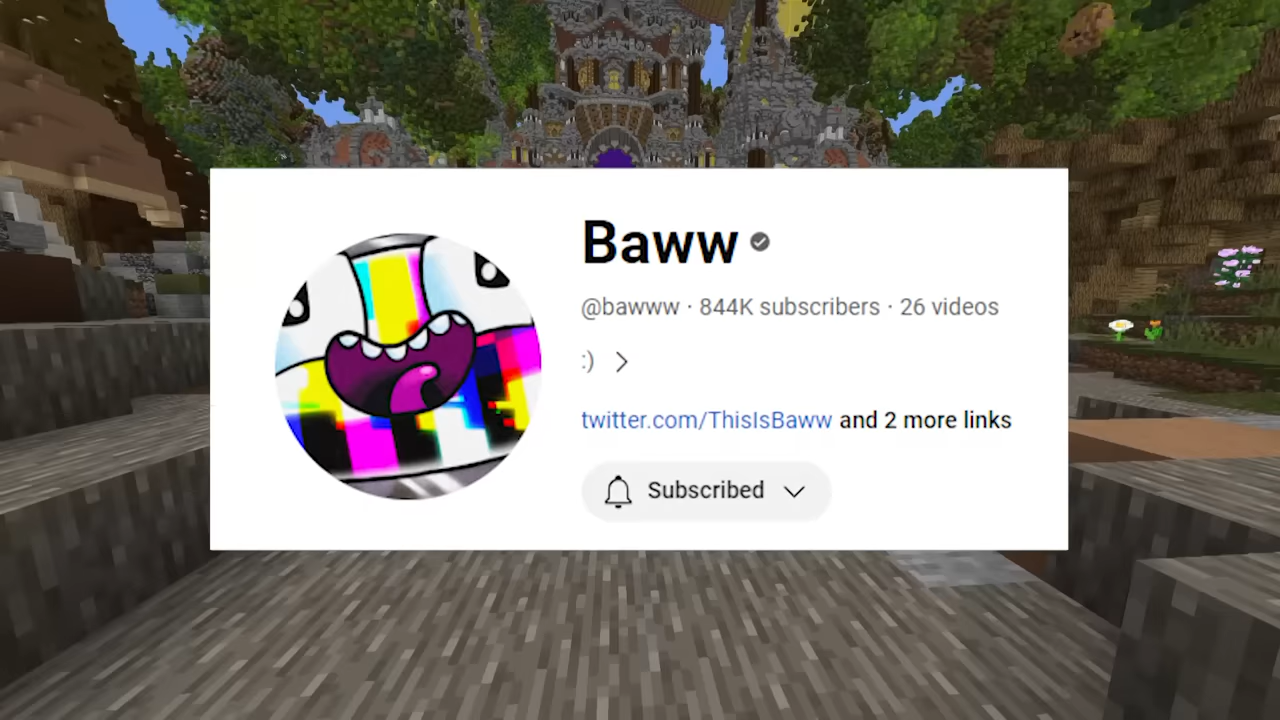 Baww
@bawww · 844K subscribers · 26 videos
:)
twitter.com/ThisIsBaww and 2 more links
Subscribed